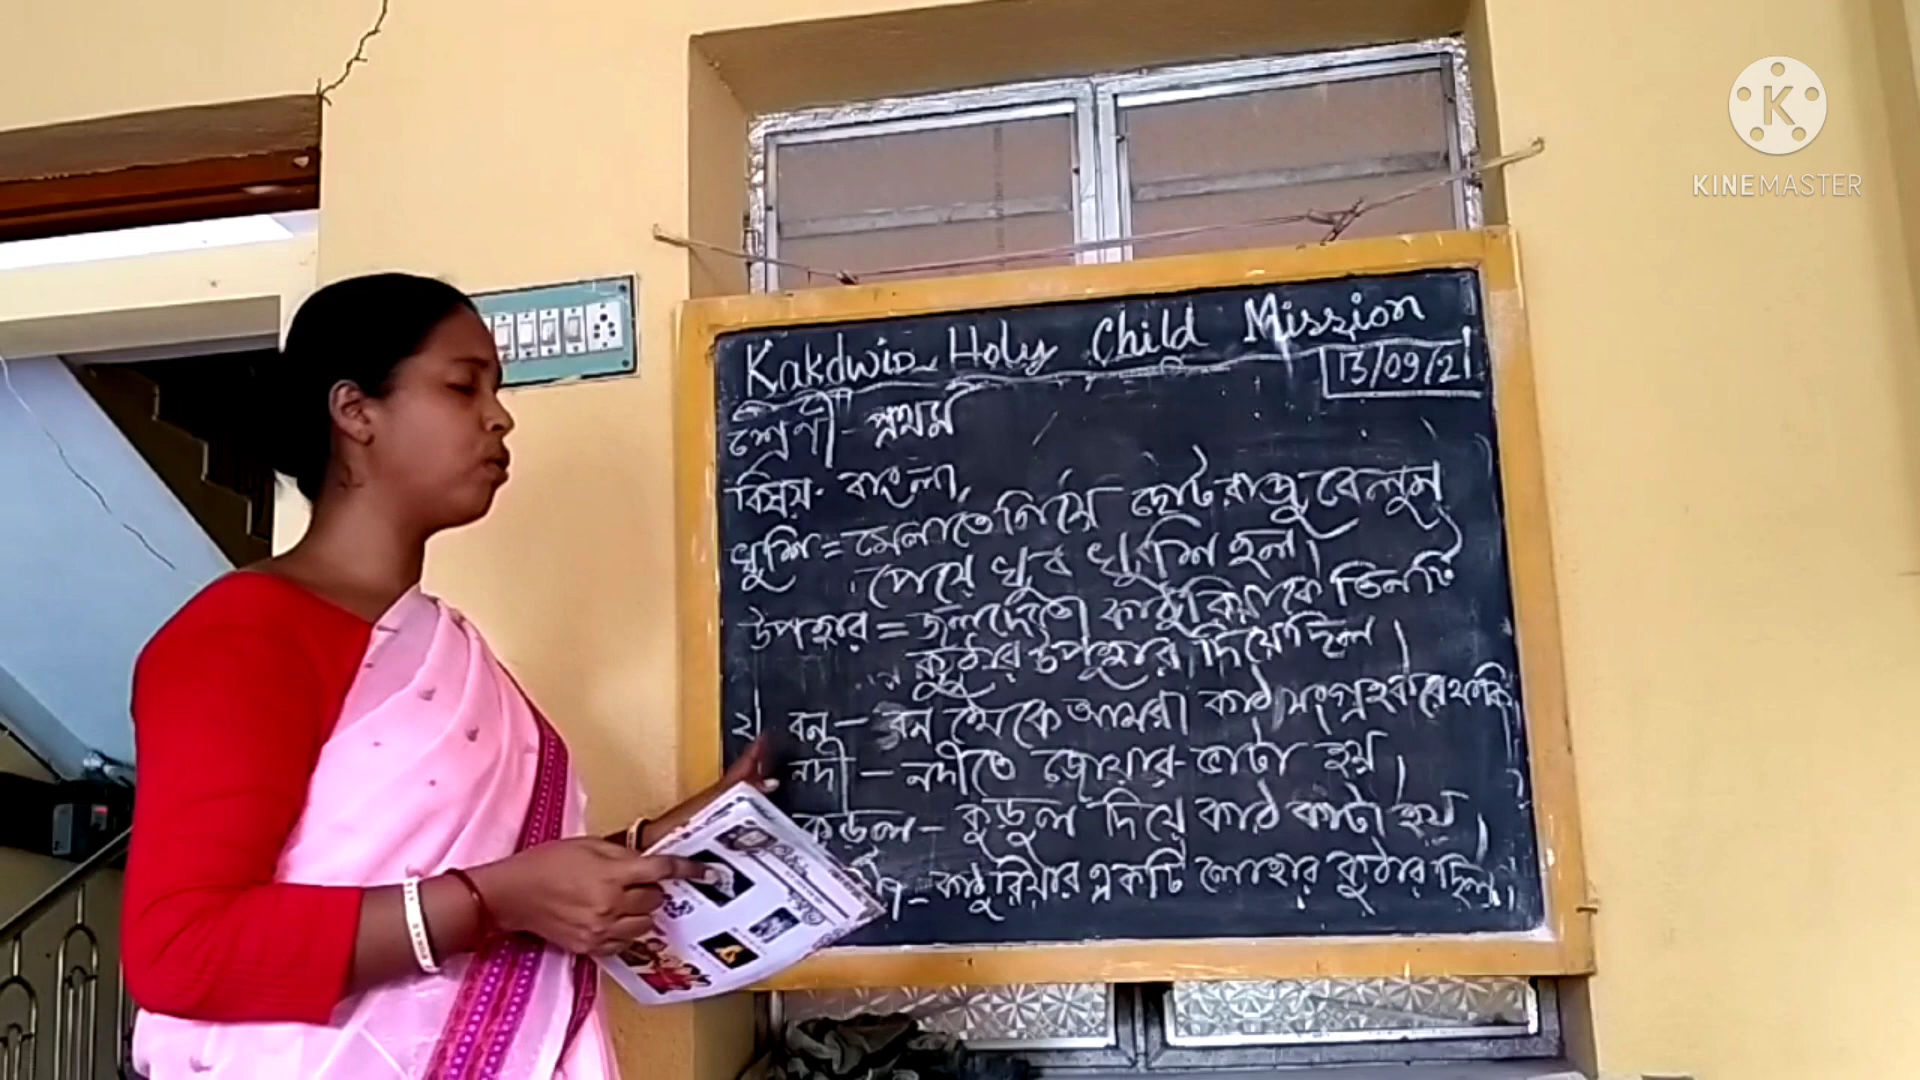 Kakdwip Holy Child Mission
13/09/21
শ্রেণী - প্রথম
বিষয়- বাংলা,
খুশি = মেলাতে গিয়ে ছোট রাজু বেলুন
পেয়ে খুব খুশি হল।
উপহার = জলদেবতা কাঠুরিয়াকে তিনটি
কুঠার উপহার দিয়েছিল।
২। বন - বন থেকে আমরা কাঠ সংগ্রহ করে থাকি।
নদী - নদীতে জোয়ার-ভাটা হয়।
কুড়ুল - কুড়ুল দিয়ে কাঠ কাটা হয়।
- কাঠুরিয়ার একটি লোহার কুঠার ছিল।
KINEMASTER